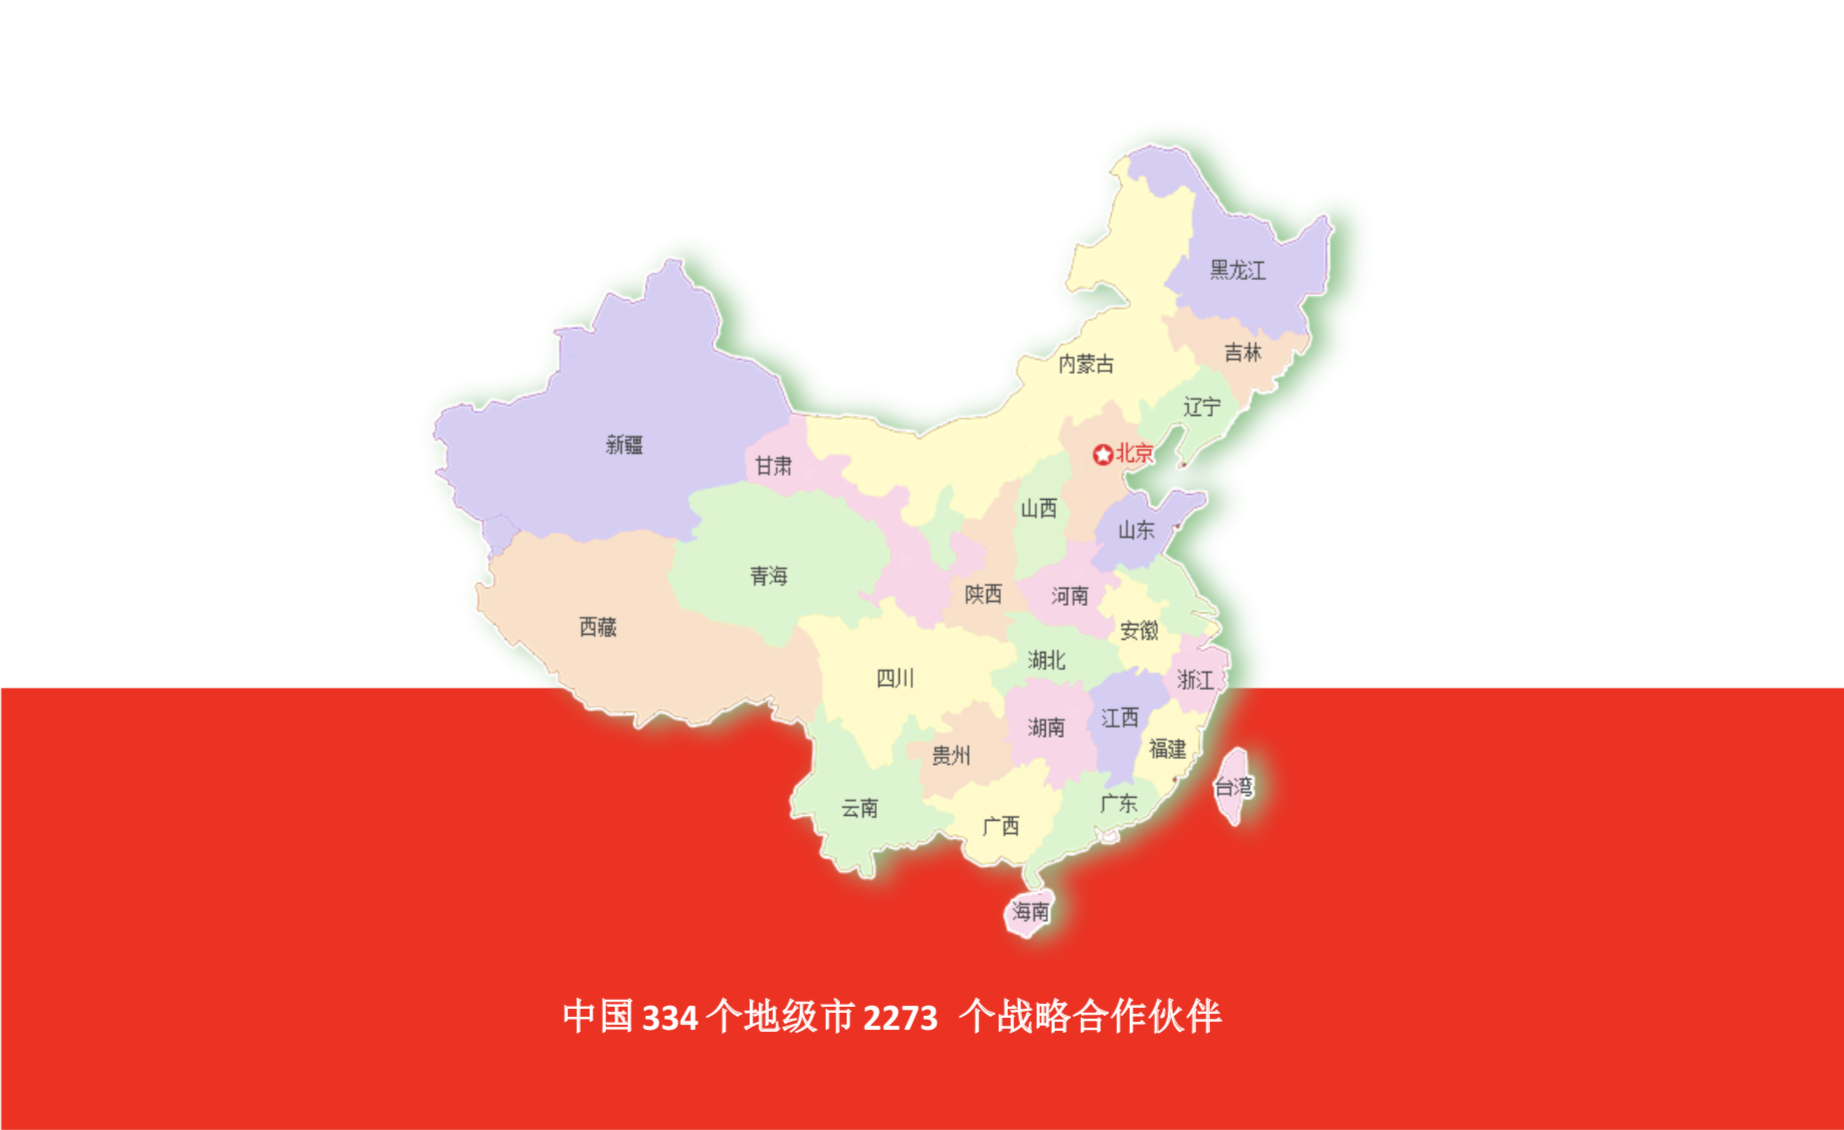 黑龙江
吉林
内蒙古
辽宁
新疆
北京
甘肃
山西
山东
青海
陕西
河南
西藏
安徽
湖北
四川
浙江
江西
湖南
福建
贵州
台湾
广东
云南
广西
海南
中国 334 个地级市 2273 个战略合作伙伴